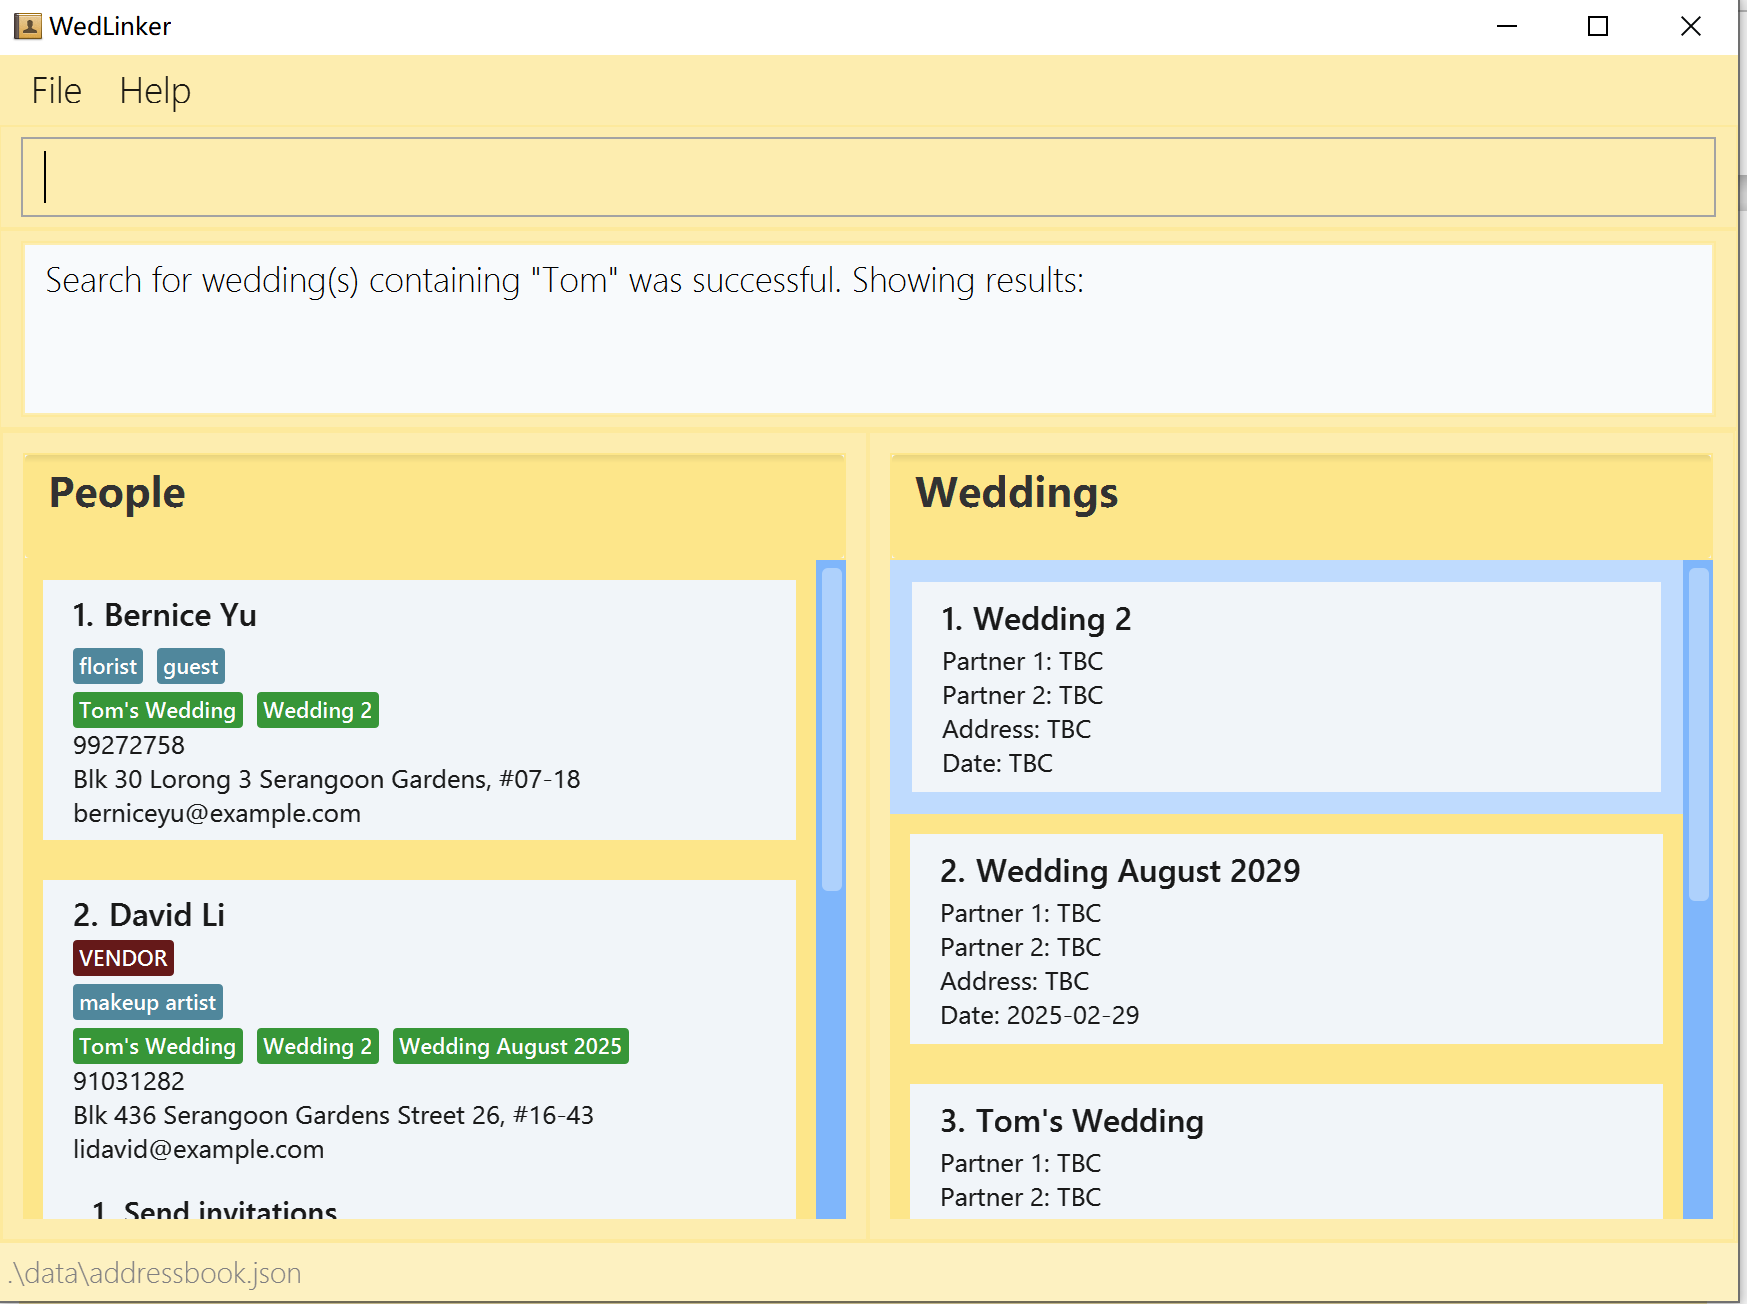 WedLinker
File Help
Search for wedding(s) containing "Tom" was successful. Showing results:
People
1. Bernice Yu
florist guest
Tom's Wedding Wedding 2
99272758
Blk 30 Lorong 3 Serangoon Gardens, #07-18
berniceyu@example.com
2. David Li
VENDOR
makeup artist
Tom's Wedding Wedding 2 Wedding August 2025
91031282
Blk 436 Serangoon Gardens Street 26, #16-43
lidavid@example.com
1. Send invitations
Weddings
1. Wedding 2
Partner 1: TBC
Partner 2: TBC
Address: TBC
Date: TBC
2. Wedding August 2029
Partner 1: TBC
Partner 2: TBC
Address: TBC
Date: 2025-02-29
3. Tom's Wedding
Partner 1: TBC
Partner 2: TBC
.\data\addressbook.json